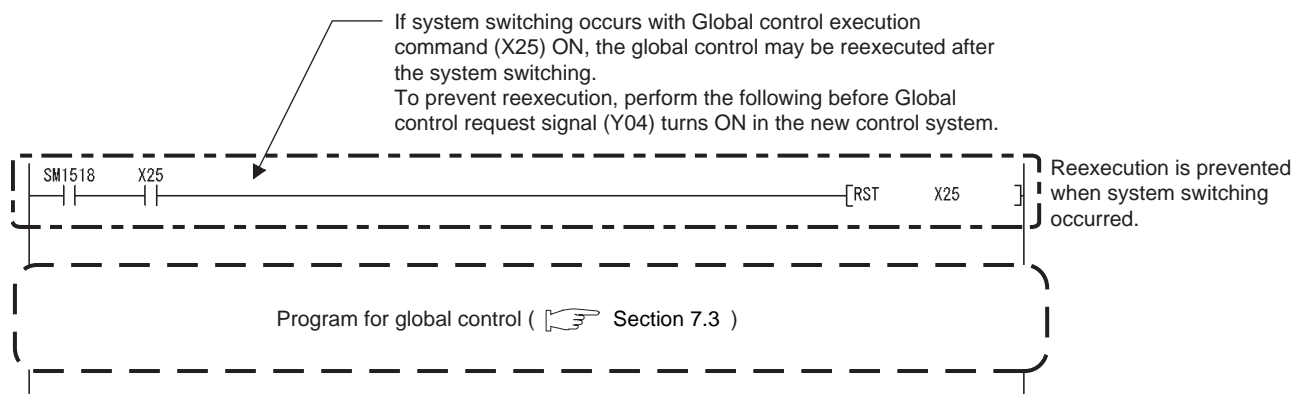 If system switching occurs with Global control execution
command (X25) ON, the global control may be reexecuted after
the system switching.
To prevent reexecution, perform the following before Global
control request signal (Y04) turns ON in the new control system.
SM1518 X25
[RST X25 ]
Reexecution is prevented
when system switching
occurred.
Program for global control ( Section 7.3 )